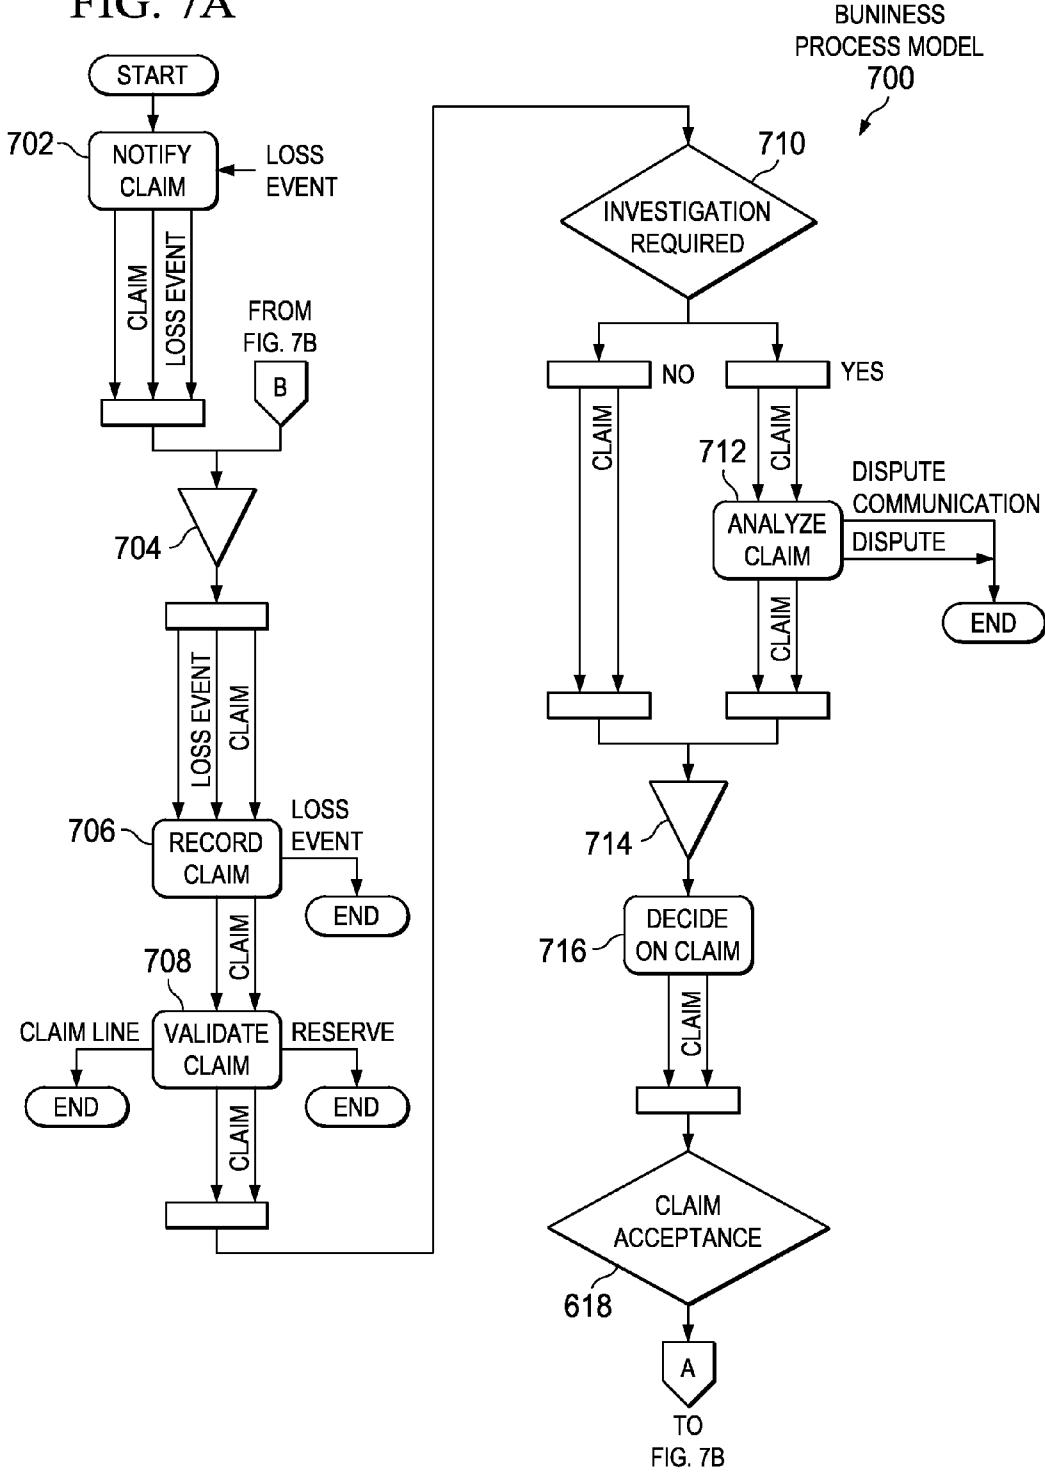 FIG. 7A
BUNINESS
PROCESS MODEL
700
START
702
NOTIFY
CLAIM
LOSS
EVENT
CLAIM
LOSS EVENT
FROM
FIG. 7B
B
704
LOSS EVENT
CLAIM
706
RECORD
CLAIM
LOSS
EVENT
END
CLAIM
708
CLAIM LINE
VALIDATE
CLAIM
RESERVE
END
END
CLAIM
710
INVESTIGATION
REQUIRED
NO
YES
CLAIM
CLAIM
712
ANALYZE
CLAIM
DISPUTE
COMMUNICATION
DISPUTE
END
CLAIM
714
716
DECIDE
ON CLAIM
CLAIM
CLAIM
ACCEPTANCE
618
A
TO
FIG. 7B